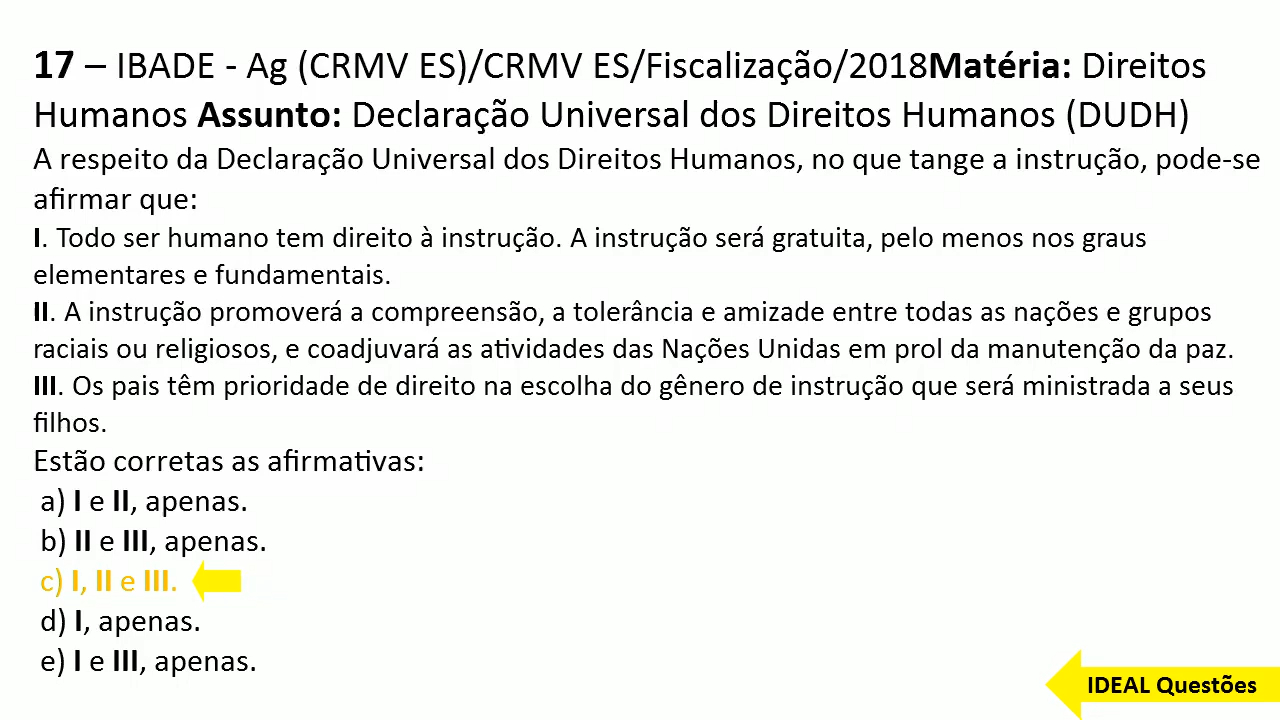 17 – IBADE - Ag (CRMV ES)/CRMV ES/Fiscalização/2018Matéria: Direitos
Humanos Assunto: Declaração Universal dos Direitos Humanos (DUDH)
A respeito da Declaração Universal dos Direitos Humanos, no que tange a instrução, pode-se
afirmar que:
I. Todo ser humano tem direito à instrução. A instrução será gratuita, pelo menos nos graus
elementares e fundamentais.
II. A instrução promoverá a compreensão, a tolerância e amizade entre todas as nações e grupos
raciais ou religiosos, e coadjuvará as atividades das Nações Unidas em prol da manutenção da paz.
III. Os pais têm prioridade de direito na escolha do gênero de instrução que será ministrada a seus
filhos.
Estão corretas as afirmativas:
a) I e II, apenas.
b) II e III, apenas.
c) I, II e III.
d) I, apenas.
e) I e III, apenas.
IDEAL Questões